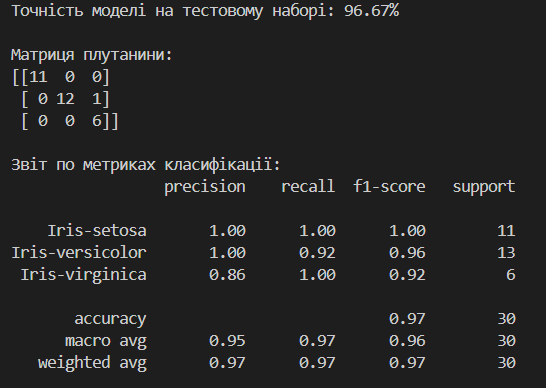 Точність моделі на тестовому наборі: 96.67%
Матриця плутанини:
[[11  0  0]
 [ 0 12  1]
 [ 0  0  6]]
Звіт по метриках класифікації:
precision recall f1-score support
Iris-setosa 1.00 1.00 1.00 11
Iris-versicolor 1.00 0.92 0.96 13
Iris-virginica 0.86 1.00 0.92 6
accuracy 0.97 30
macro avg 0.95 0.97 0.96 30
weighted avg 0.97 0.97 0.97 30